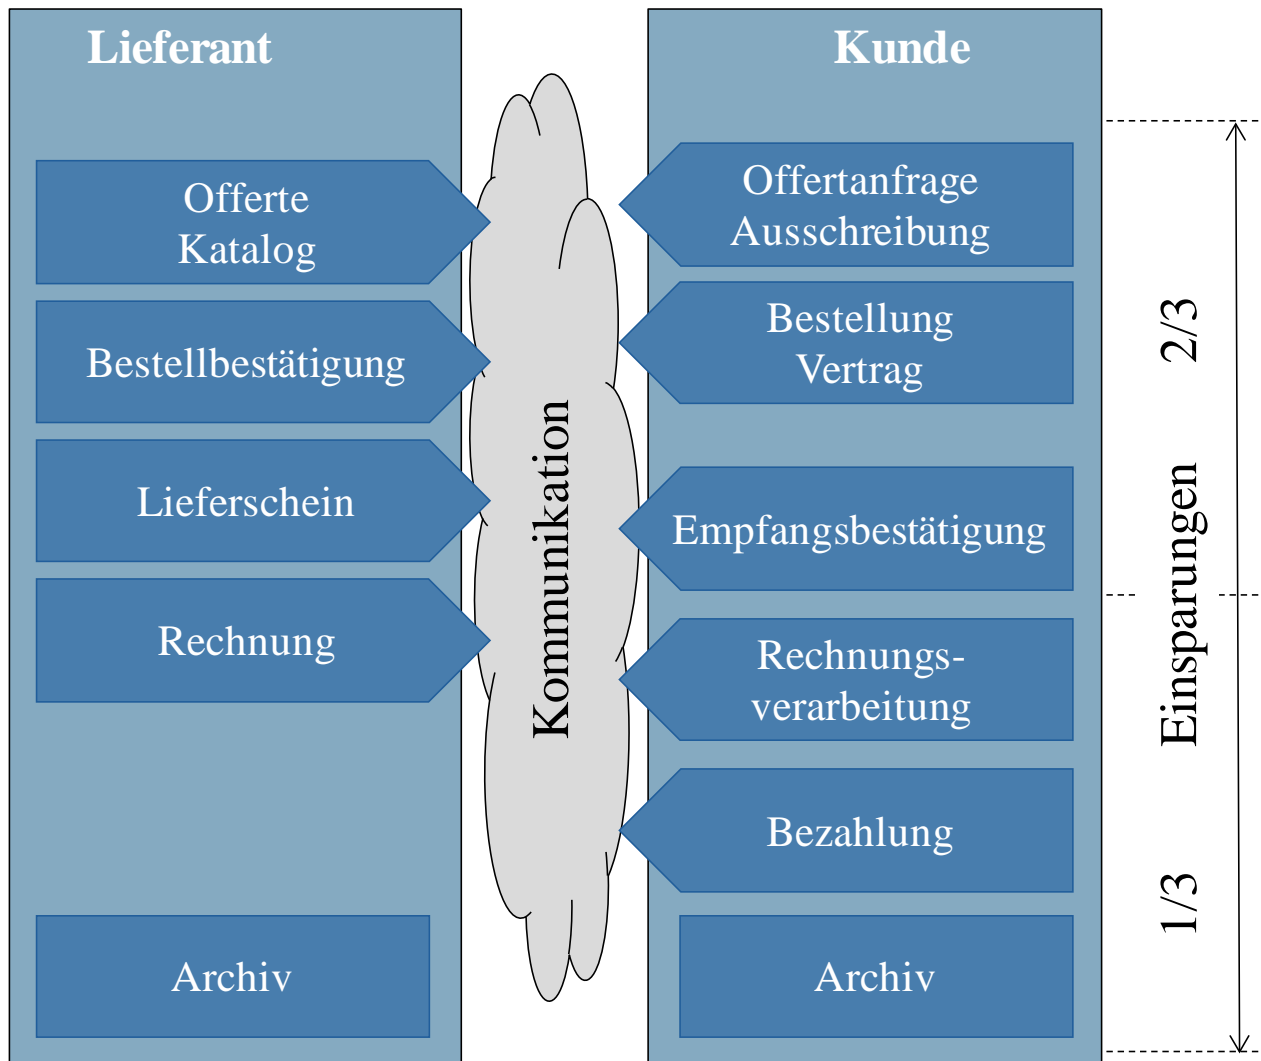 Lieferant
Offerte
Katalog
Bestellbestätigung
Lieferschein
Rechnung
Archiv
Kommunikation
Kunde
Offertanfrage
Ausschreibung
Bestellung
Vertrag
Empfangsbestätigung
Rechnungs-
verarbeitung
Bezahlung
Archiv
2/3
Einsparungen
1/3